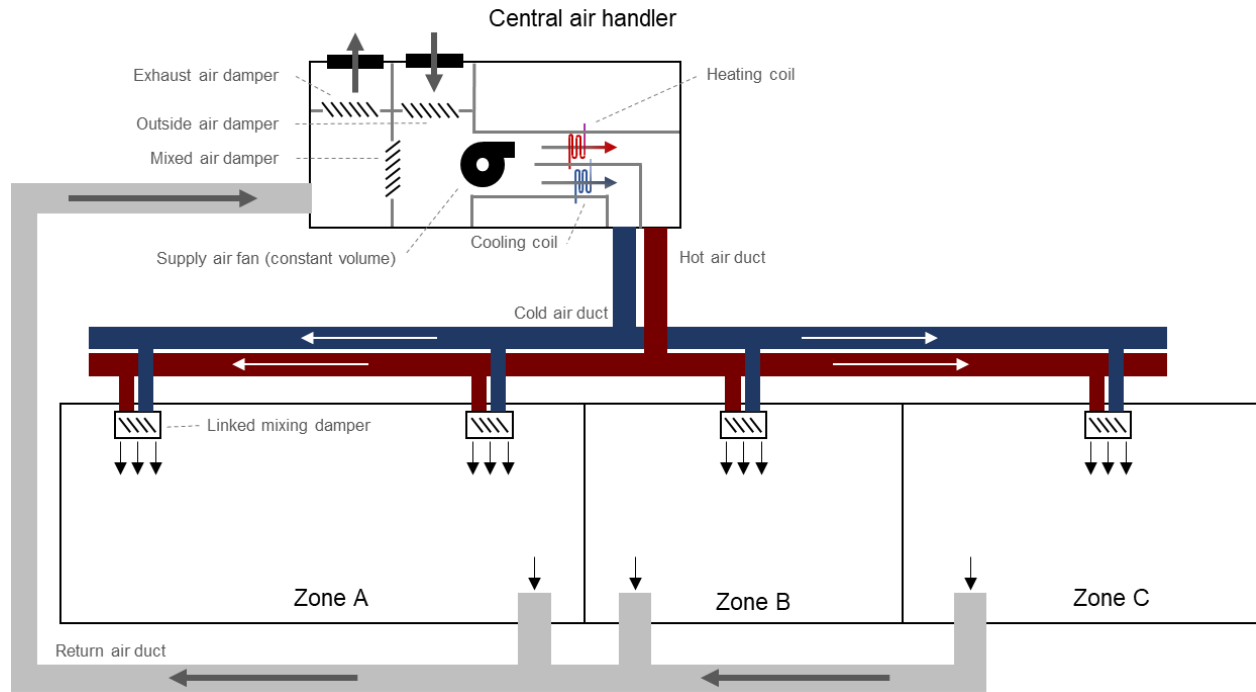 Central air handler
Exhaust air damper
Heating coil
Outside air damper
Mixed air damper
Cooling coil
Supply air fan (constant volume)
Hot air duct
Cold air duct
Linked mixing damper
Zone A
Zone B
Zone C
Return air duct